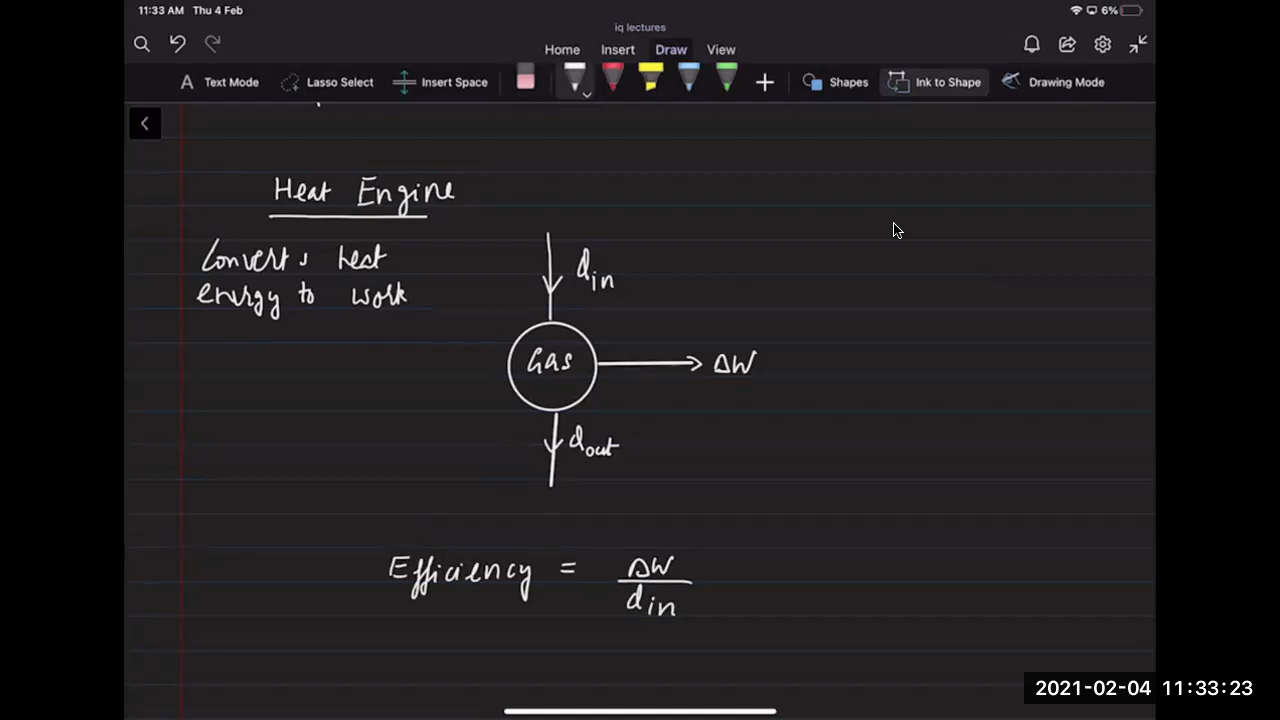 11:33 AM Thu 4 Feb
6%
iq lectures
Home Insert Draw View
Text Mode Lasso Select Insert Space Shapes Ink to Shape Drawing Mode
Heat Engine
Converts heat
energy to work
din
Gas
ΔW
dout
Efficiency = ΔW
din
2021-02-04 11:33:23